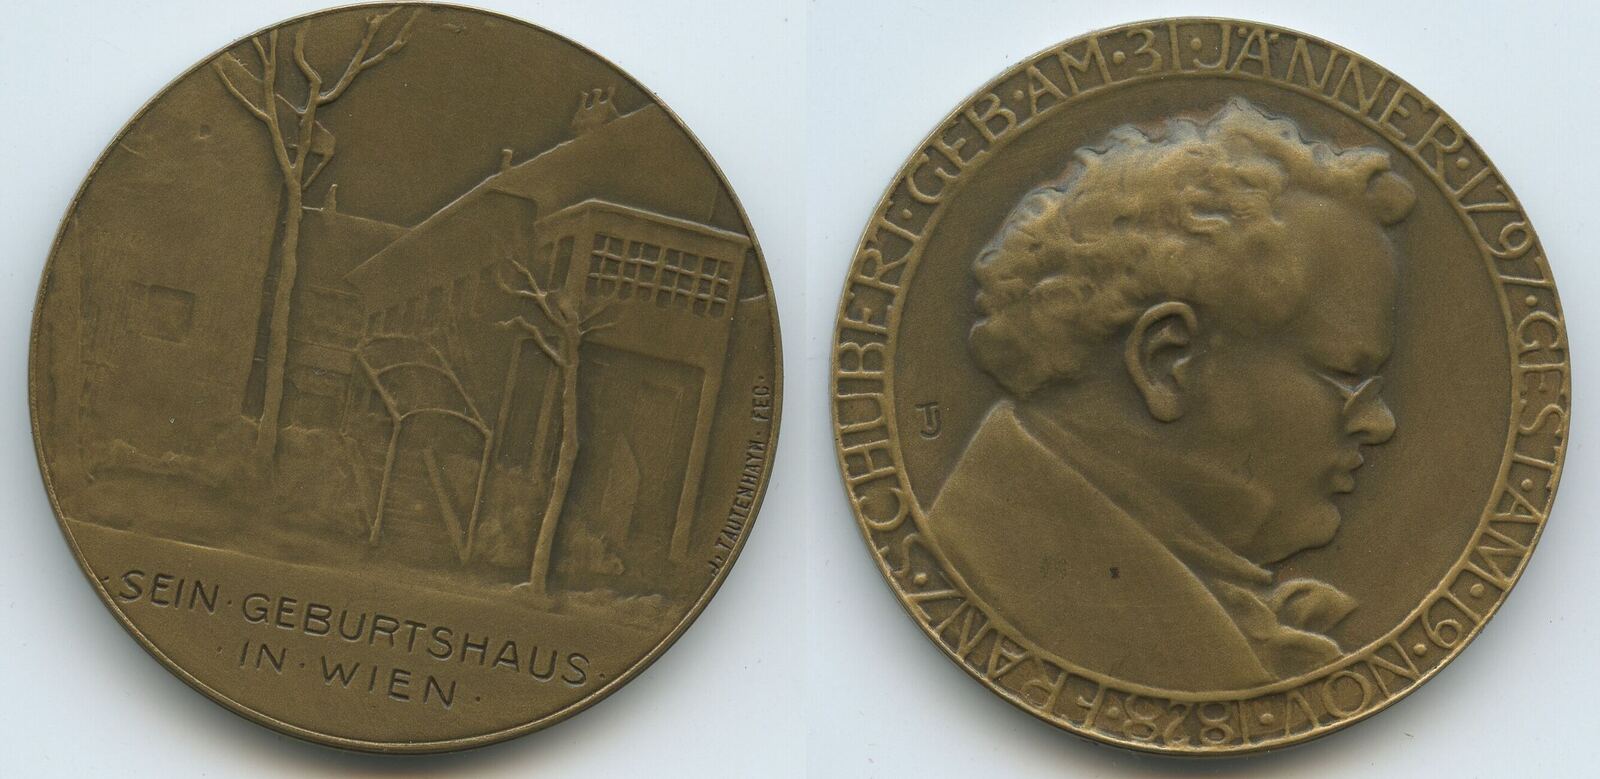 ·SEIN·GEBURTSHAUS·
·IN·WIEN·
J·TAUTENHAYN·FEC·
FRANZ·SCHUBERT·GEB·AM·31·JÄNNER·1797·GEST·AM·19·NOV·1828·
TJ